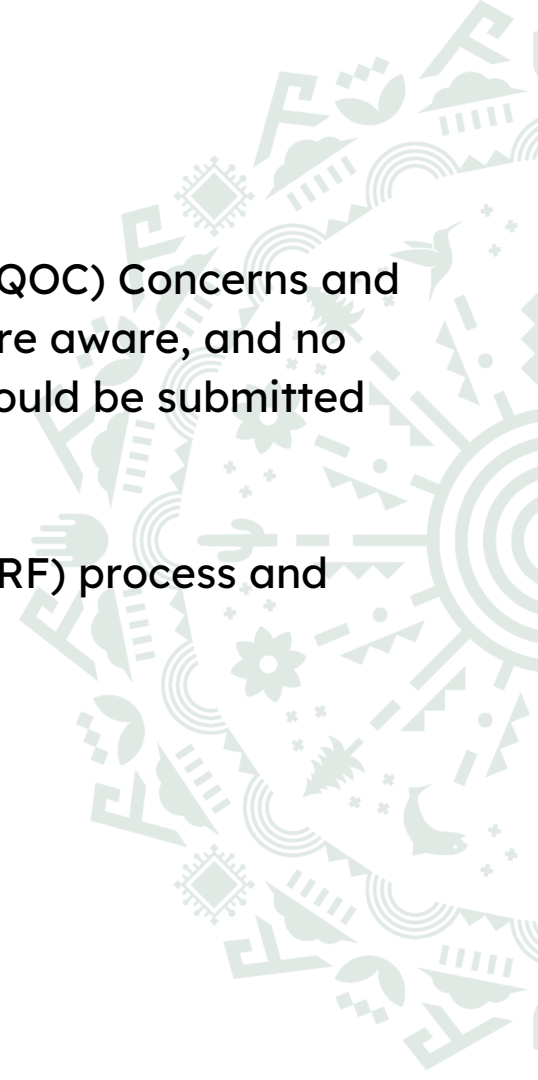 QOC) Concerns and
re aware, and no
ould be submitted
RF) process and